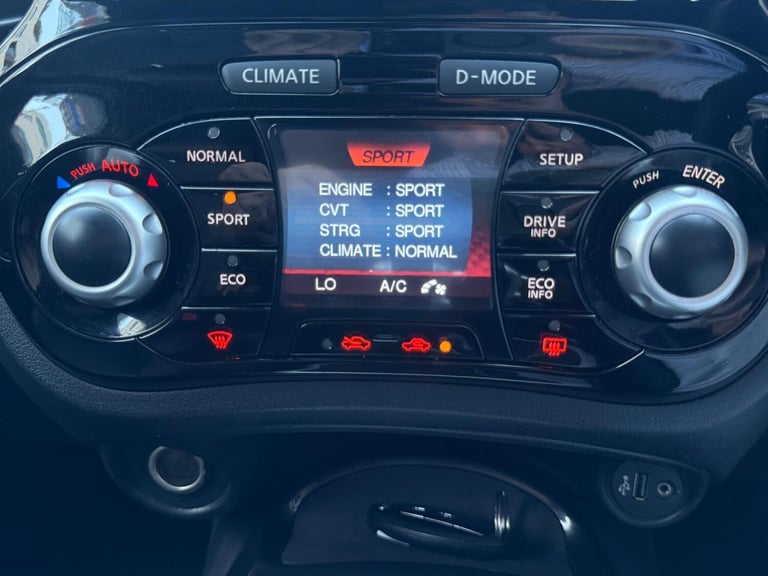 CLIMATE
D-MODE
PUSH AUTO
NORMAL
SPORT
ECO
SPORT
ENGINE : SPORT
CVT : SPORT
STRG : SPORT
CLIMATE : NORMAL
LO A/C
SETUP
DRIVE
INFO
ECO
INFO
PUSH ENTER